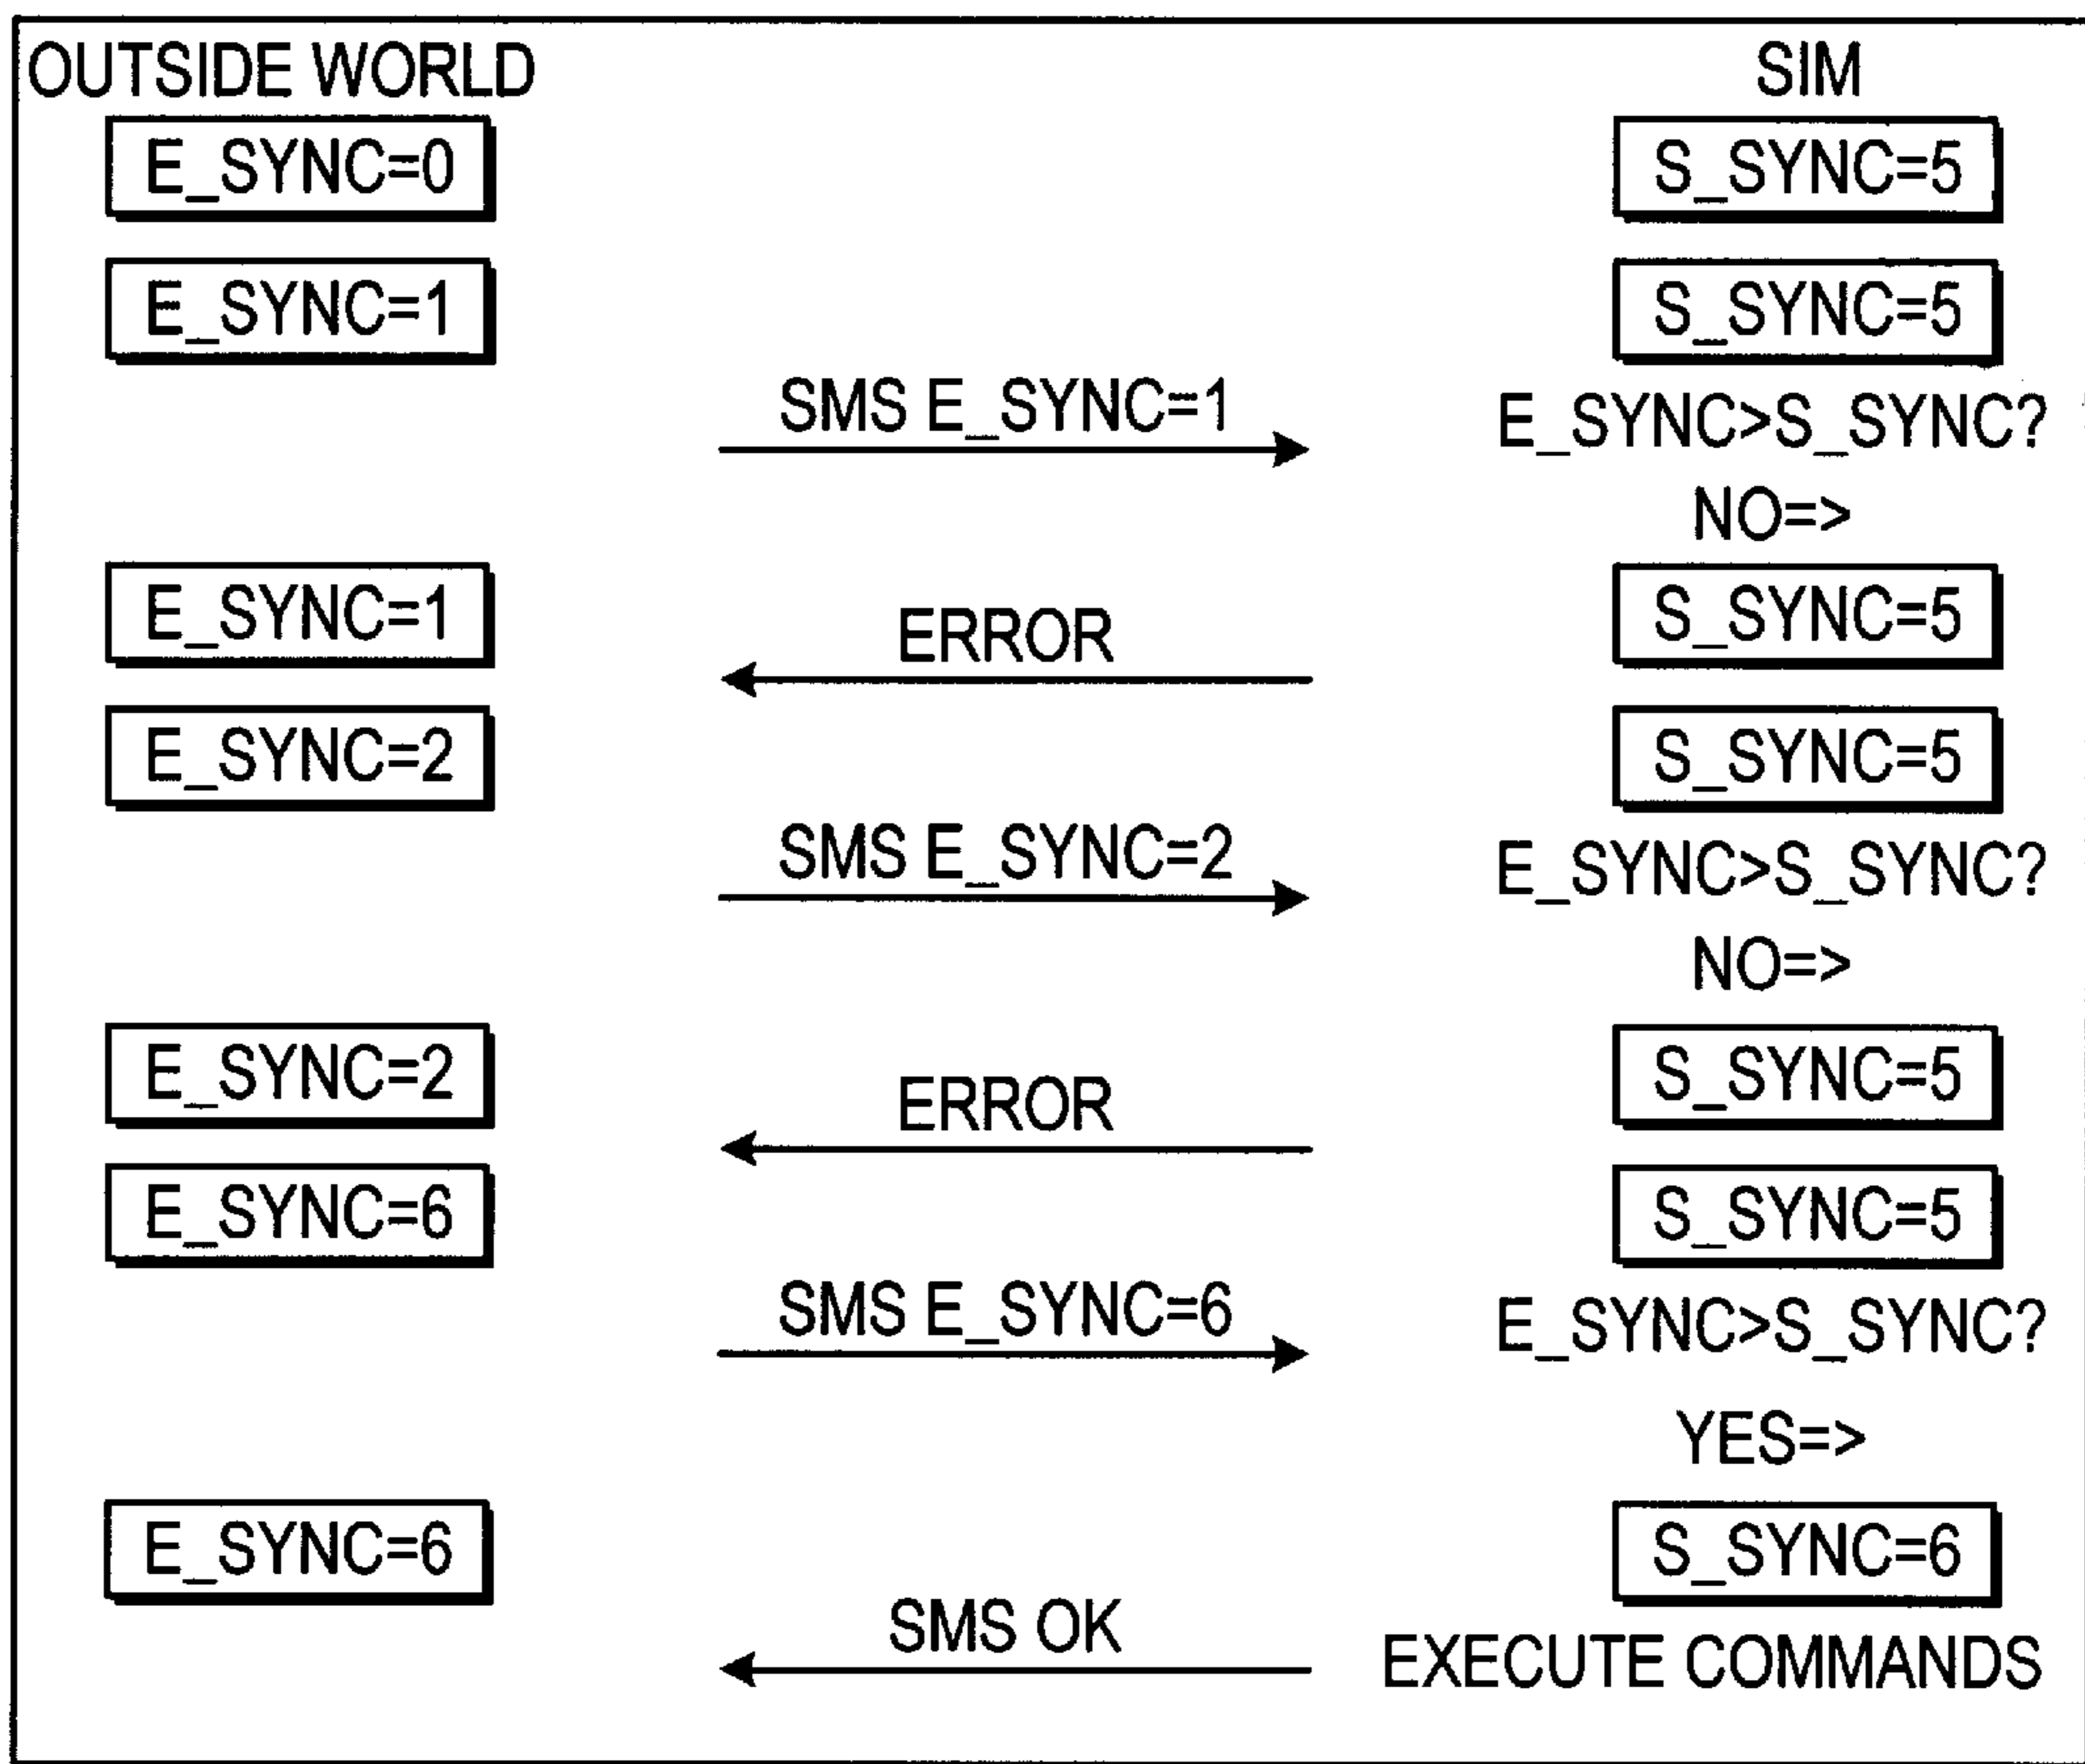 OUTSIDE WORLD
SIM
E_SYNC=0
S_SYNC=5
E_SYNC=1
S_SYNC=5
SMS E_SYNC=1
E_SYNC>S_SYNC?
NO=>
E_SYNC=1
ERROR
S_SYNC=5
E_SYNC=2
S_SYNC=5
SMS E_SYNC=2
E_SYNC>S_SYNC?
NO=>
E_SYNC=2
ERROR
S_SYNC=5
E_SYNC=6
S_SYNC=5
SMS E_SYNC=6
E_SYNC>S_SYNC?
YES=>
E_SYNC=6
S_SYNC=6
SMS OK
EXECUTE COMMANDS